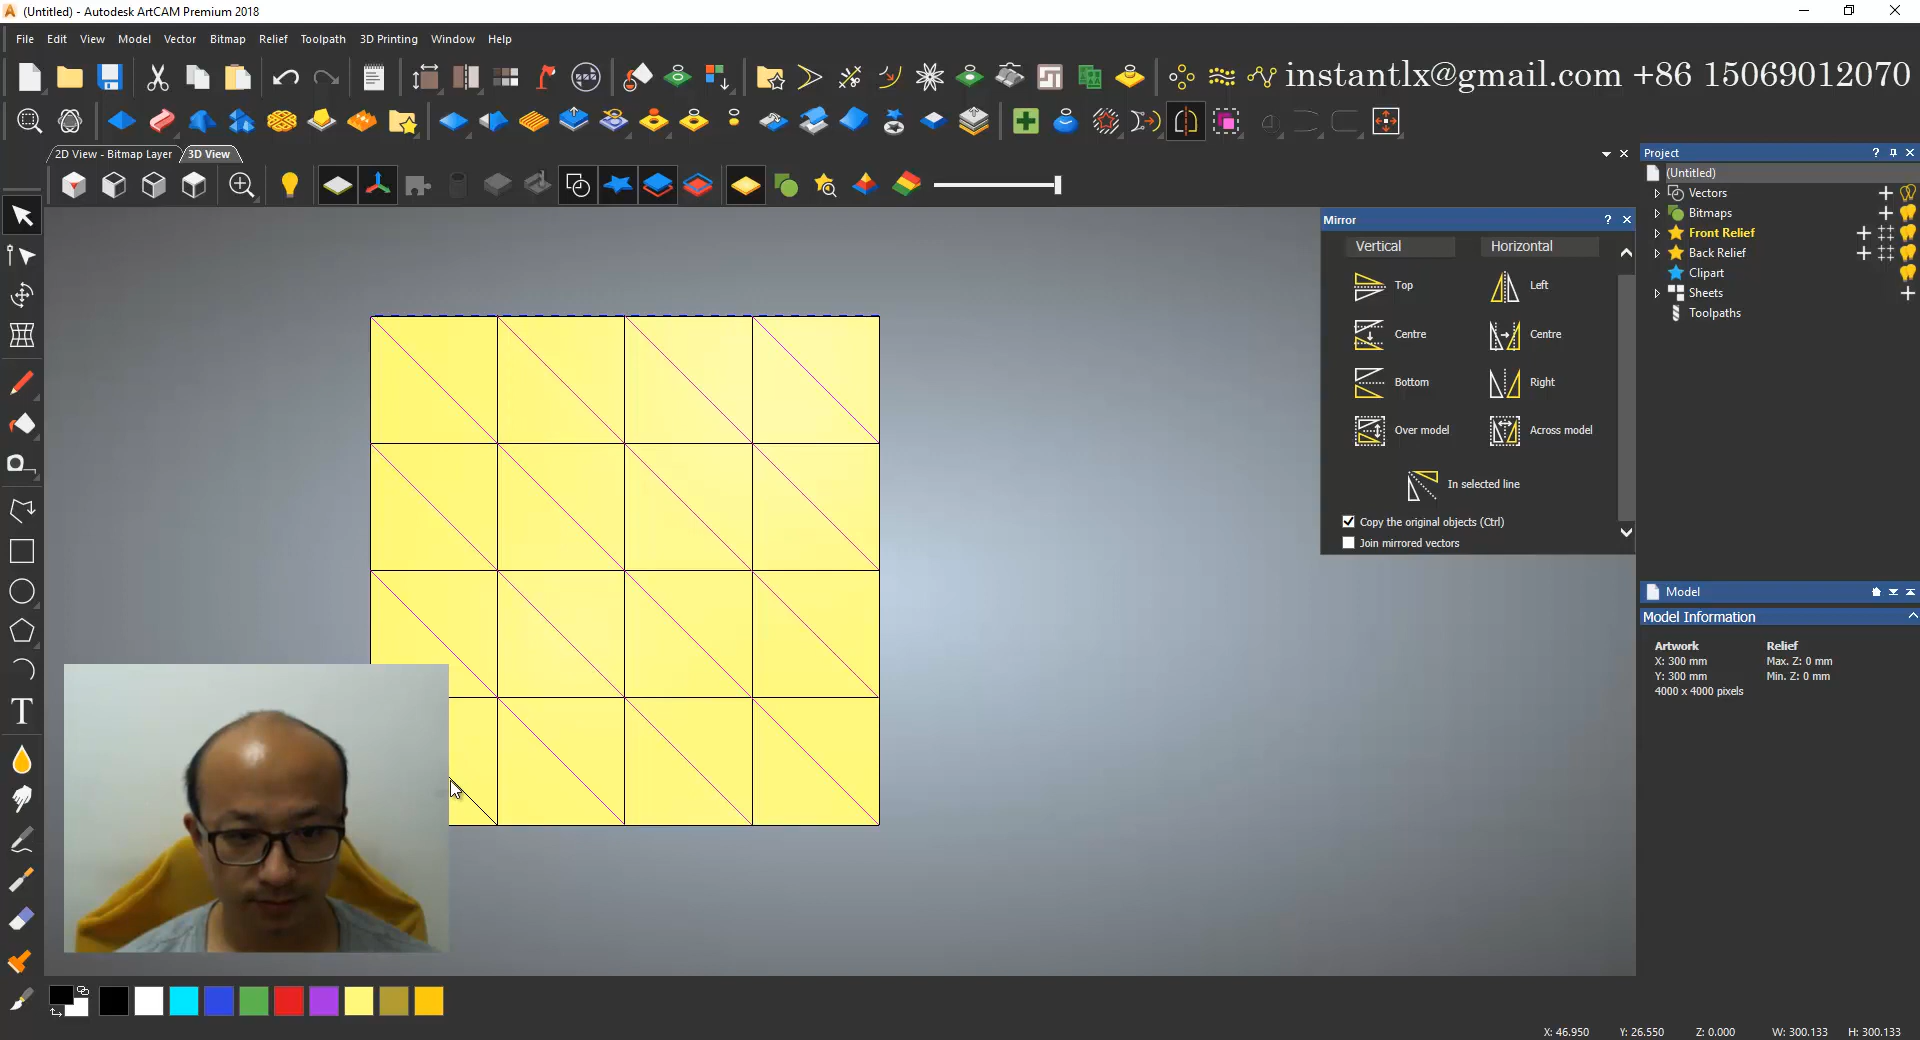 (Untitled) - Autodesk ArtCAM Premium 2018
File Edit View Model Vector Bitmap Relief Toolpath 3D Printing Window Help
instantlx@gmail.com +86 15069012070
2D View - Bitmap Layer 3D View
Project
(Untitled)
Vectors
Bitmaps
Front Relief
Back Relief
Clipart
Sheets
Toolpaths
Mirror
Vertical Horizontal
Top Left
Centre Centre
Bottom Right
Over model Across model
In selected line
Copy the original objects (Ctrl)
Join mirrored vectors
Model
Model Information
Artwork Relief
X: 300 mm Max. Z: 0 mm
Y: 300 mm Min. Z: 0 mm
4000 x 4000 pixels
X: 46.950 Y: 26.550 Z: 0.000 W: 300.133 H: 300.133